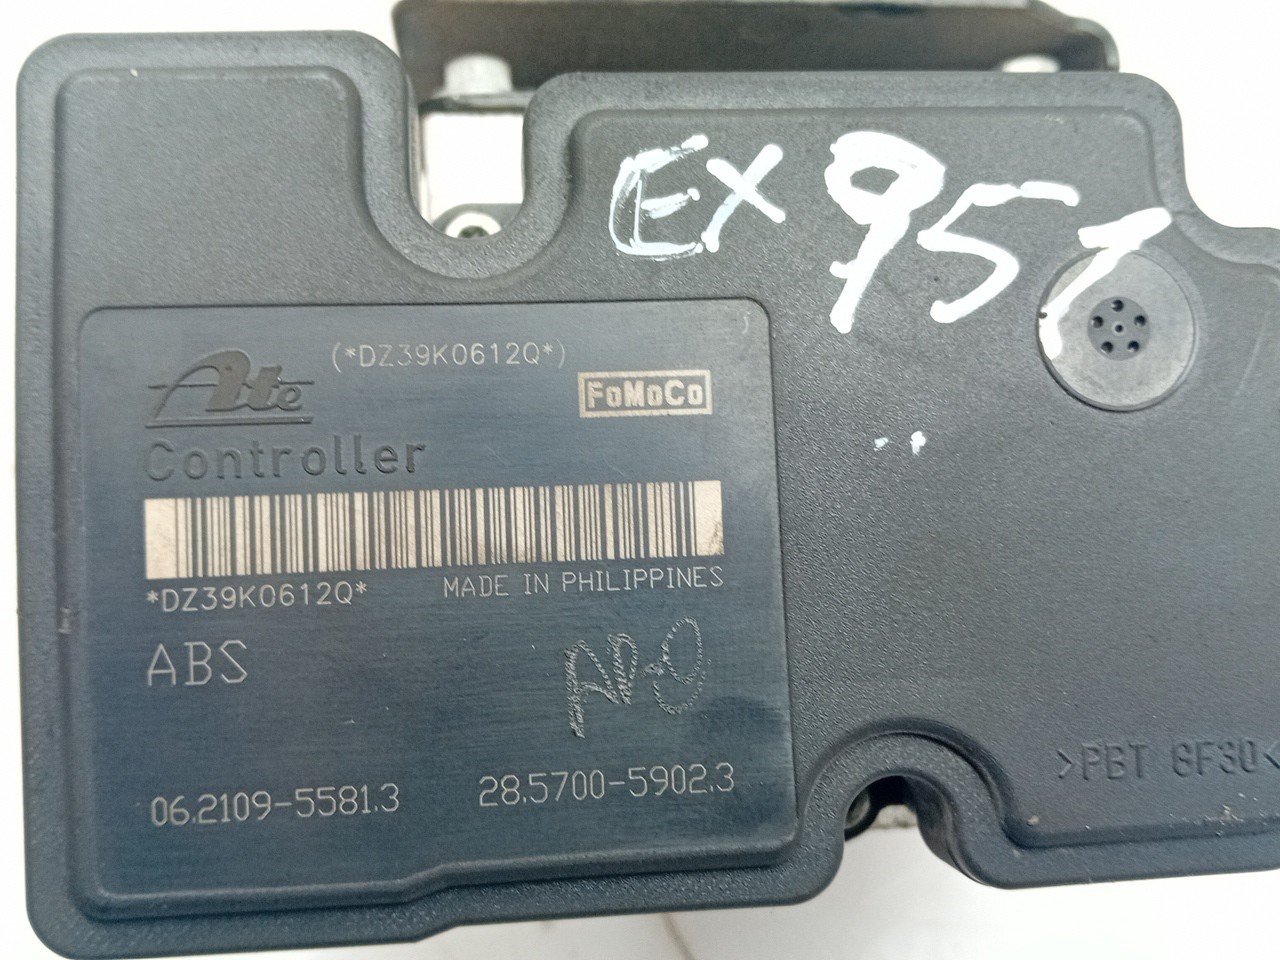 EX 957
(*DZ39K0612Q*)
Ate
FoMoCo
Controller
*DZ39K0612Q*
MADE IN PHILIPPINES
ABS
06.2109-5581.3
28.5700-5902.3
>PBT GF30<